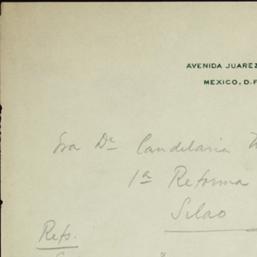 AVENIDA JUAREZ
MEXICO, D. F
Sra Da Candelaria
1a Reforma
Silao
Refs.